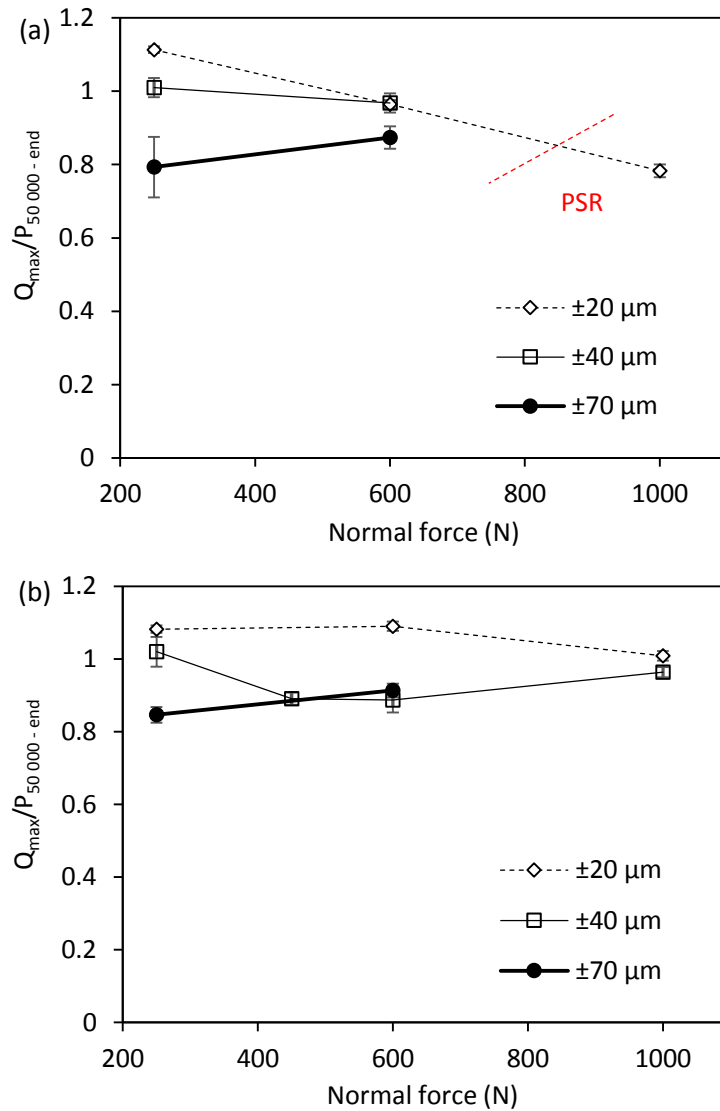 (a)
1.2
1
0.8
0.6
0.4
0.2
0
Qmax/P50 000 - end
PSR
±20 µm
±40 µm
±70 µm
200 400 600 800 1000
Normal force (N)
(b)
1.2
1
0.8
0.6
0.4
0.2
0
Qmax/P50 000 - end
±20 µm
±40 µm
±70 µm
200 400 600 800 1000
Normal force (N)